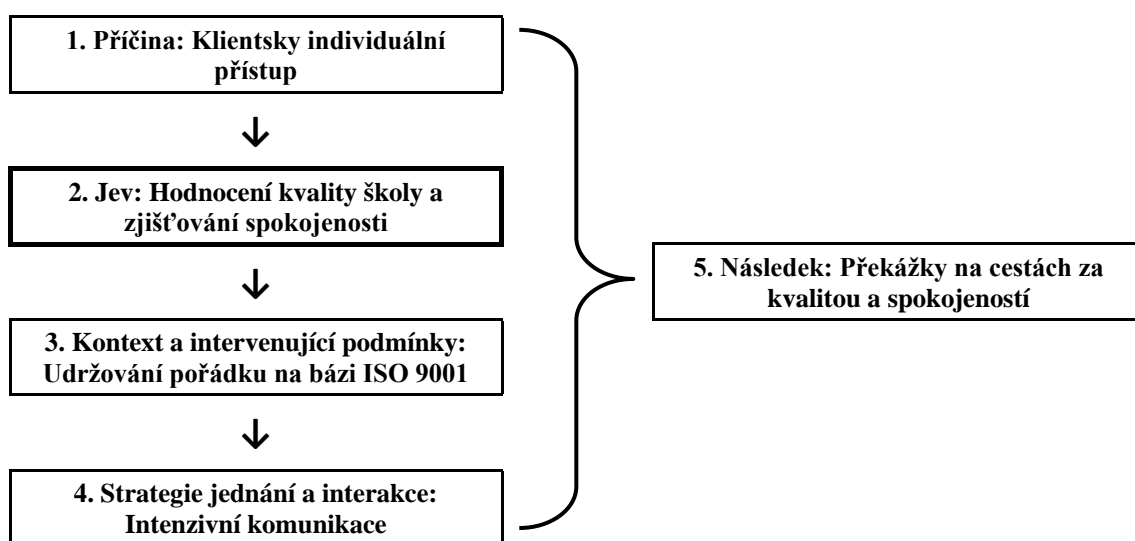 1. Příčina: Klientsky individuální
přístup
2. Jev: Hodnocení kvality školy a
zjišťování spokojenosti
3. Kontext a intervenující podmínky:
Udržování pořádku na bázi ISO 9001
4. Strategie jednání a interakce:
Intenzivní komunikace
5. Následek: Překážky na cestách za
kvalitou a spokojeností